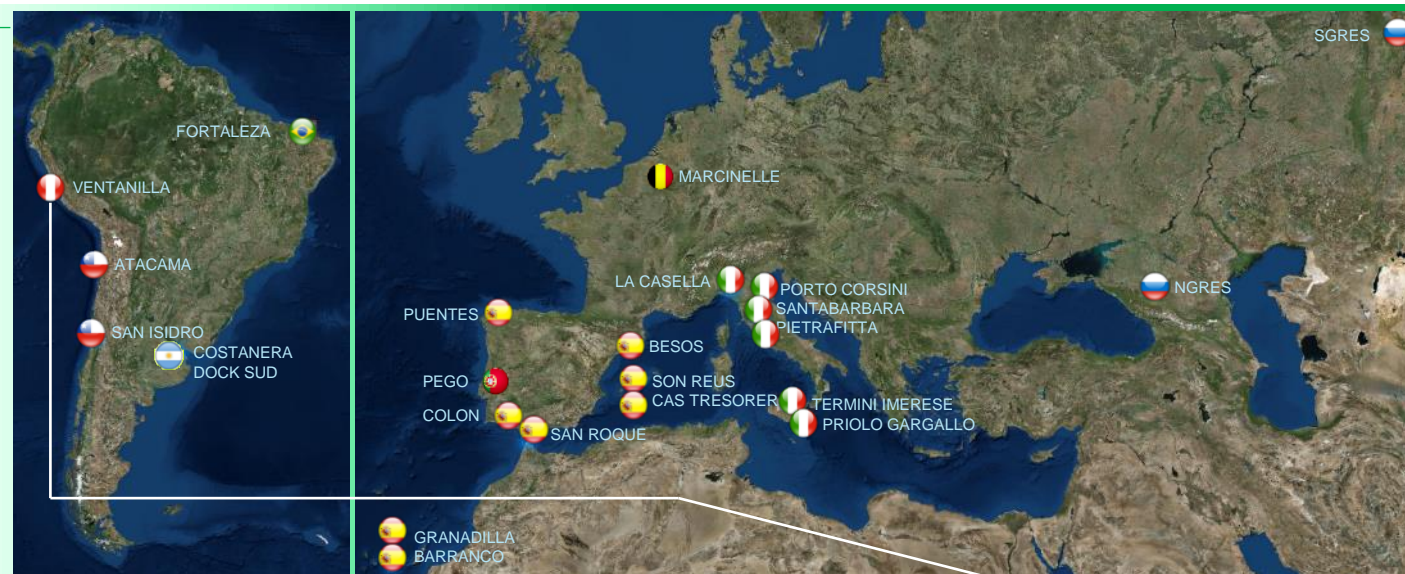 SGRES
FORTALEZA
VENTANILLA
ATACAMA
SAN ISIDRO
COSTANERA
DOCK SUD
MARCINELLE
LA CASELLA
PORTO CORSINI
SANTABARBARA
PIETRAFITTA
NGRES
PUENTES
BESOS
PEGO
SON REUS
CAS TRESORER
COLON
SAN ROQUE
TERMINI IMERESE
PRIOLO GARGALLO
GRANADILLA
BARRANCO